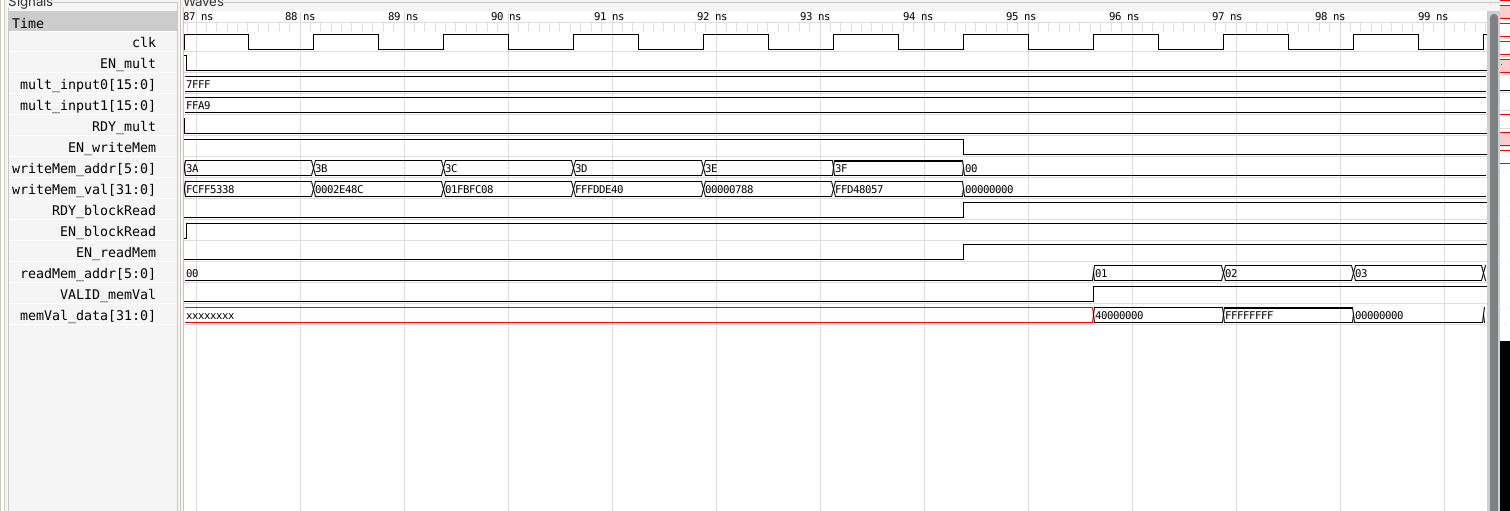 Signals
Waves
Time
87 ns 88 ns 89 ns 90 ns 91 ns 92 ns 93 ns 94 ns 95 ns 96 ns 97 ns 98 ns 99 ns
clk
EN_mult
mult_input0[15:0] 7FFF
mult_input1[15:0] FFA9
RDY_mult
EN_writeMem
writeMem_addr[5:0] 3A 3B 3C 3D 3E 3F 00
writeMem_val[31:0] FCFF5338 0002E48C 01FBFC08 FFFDDE40 00000788 FFD48057 00000000
RDY_blockRead
EN_blockRead
EN_readMem
readMem_addr[5:0] 00 01 02 03
VALID_memVal
memVal_data[31:0] xxxxxxxx 40000000 FFFFFFFF 00000000